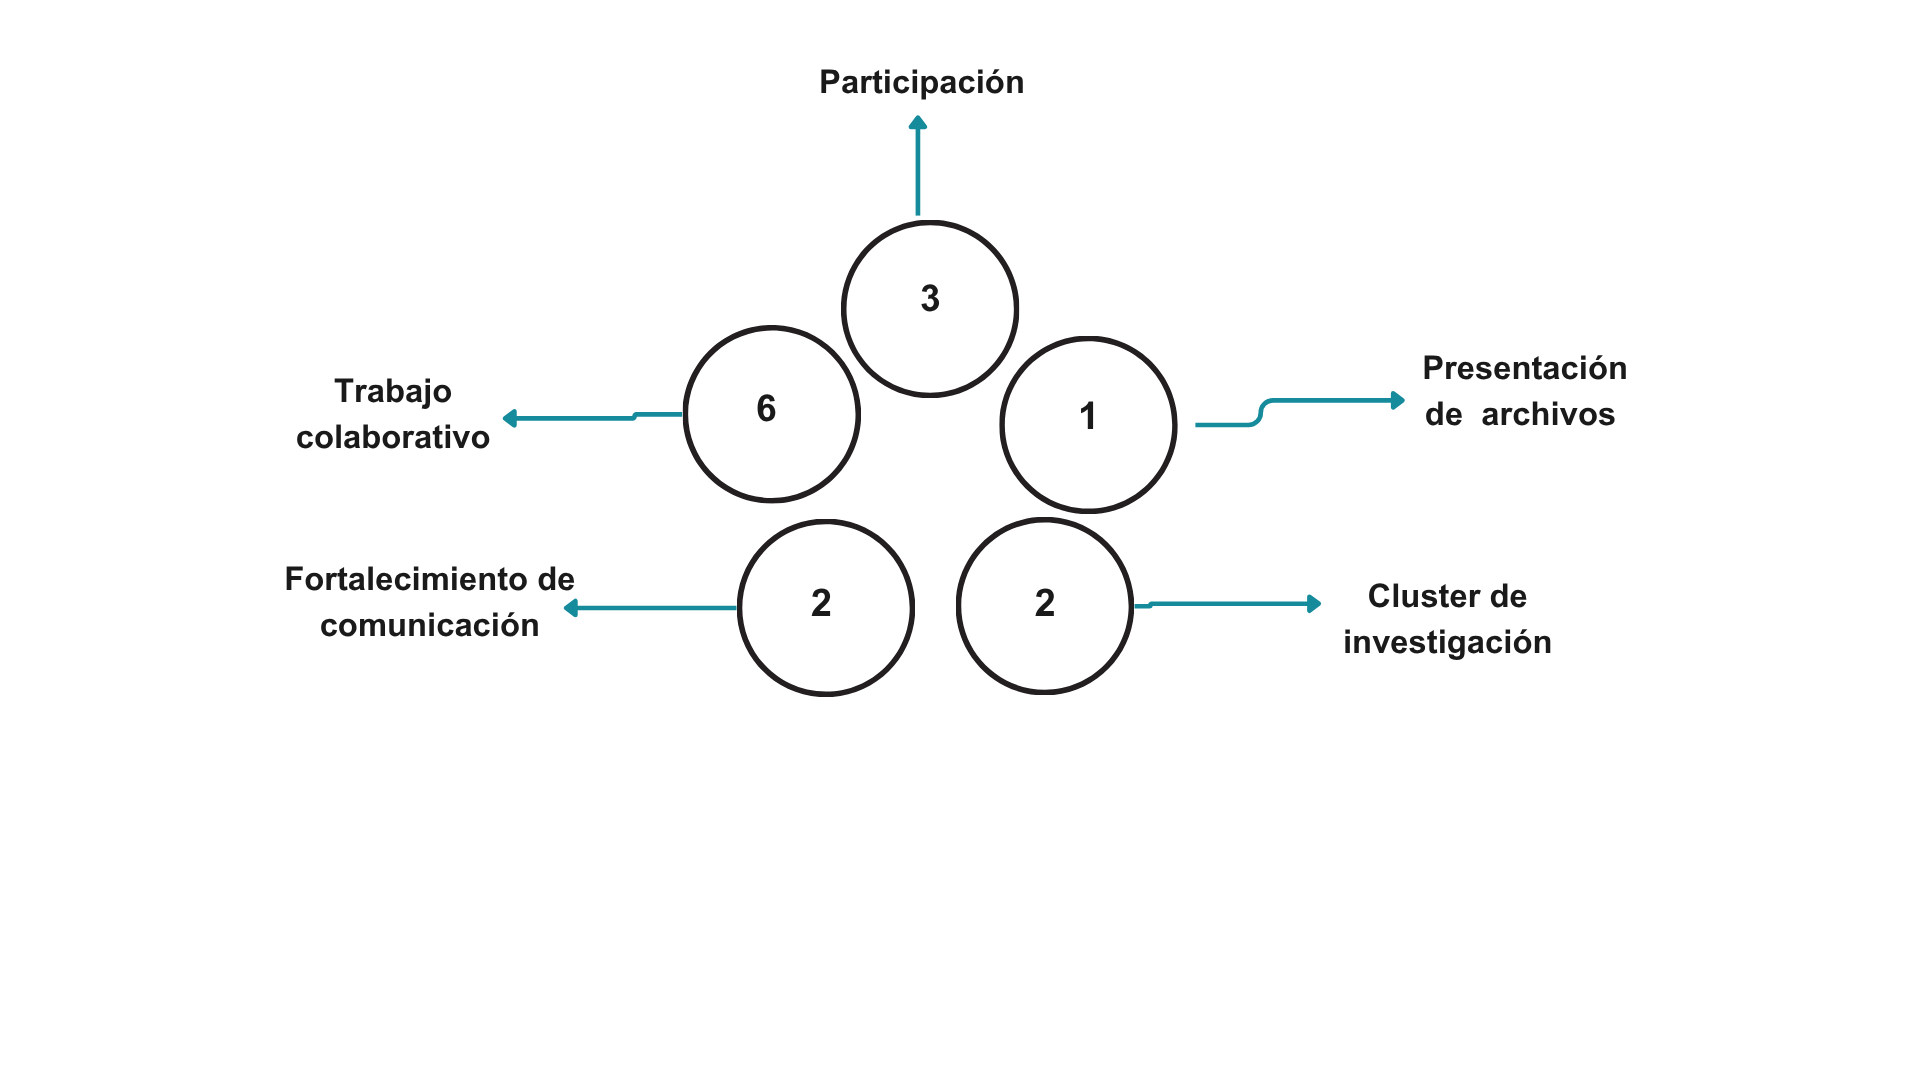 Participación
3
Trabajo
colaborativo
6
1
Presentación
de  archivos
Fortalecimiento de
comunicación
2
2
Cluster de
investigación